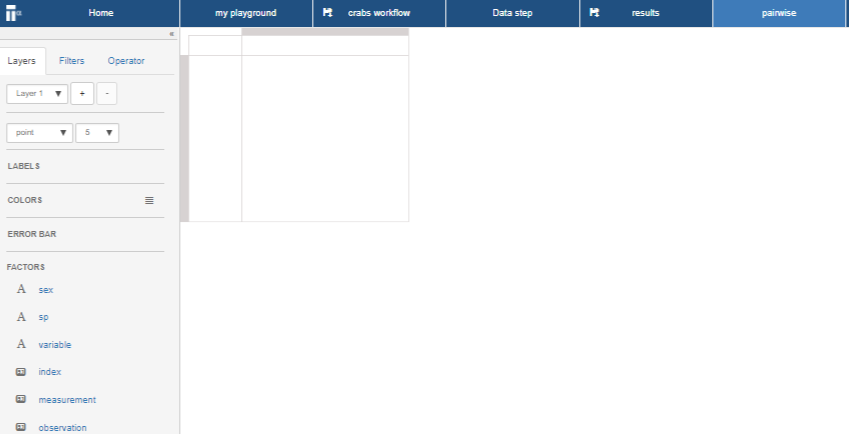 Home my playground crabs workflow Data step results pairwise
«
Layers Filters Operator
Layer 1 + -
point 5
LABELS
COLORS
ERROR BAR
FACTORS
A sex
A sp
A variable
index
measurement
observation